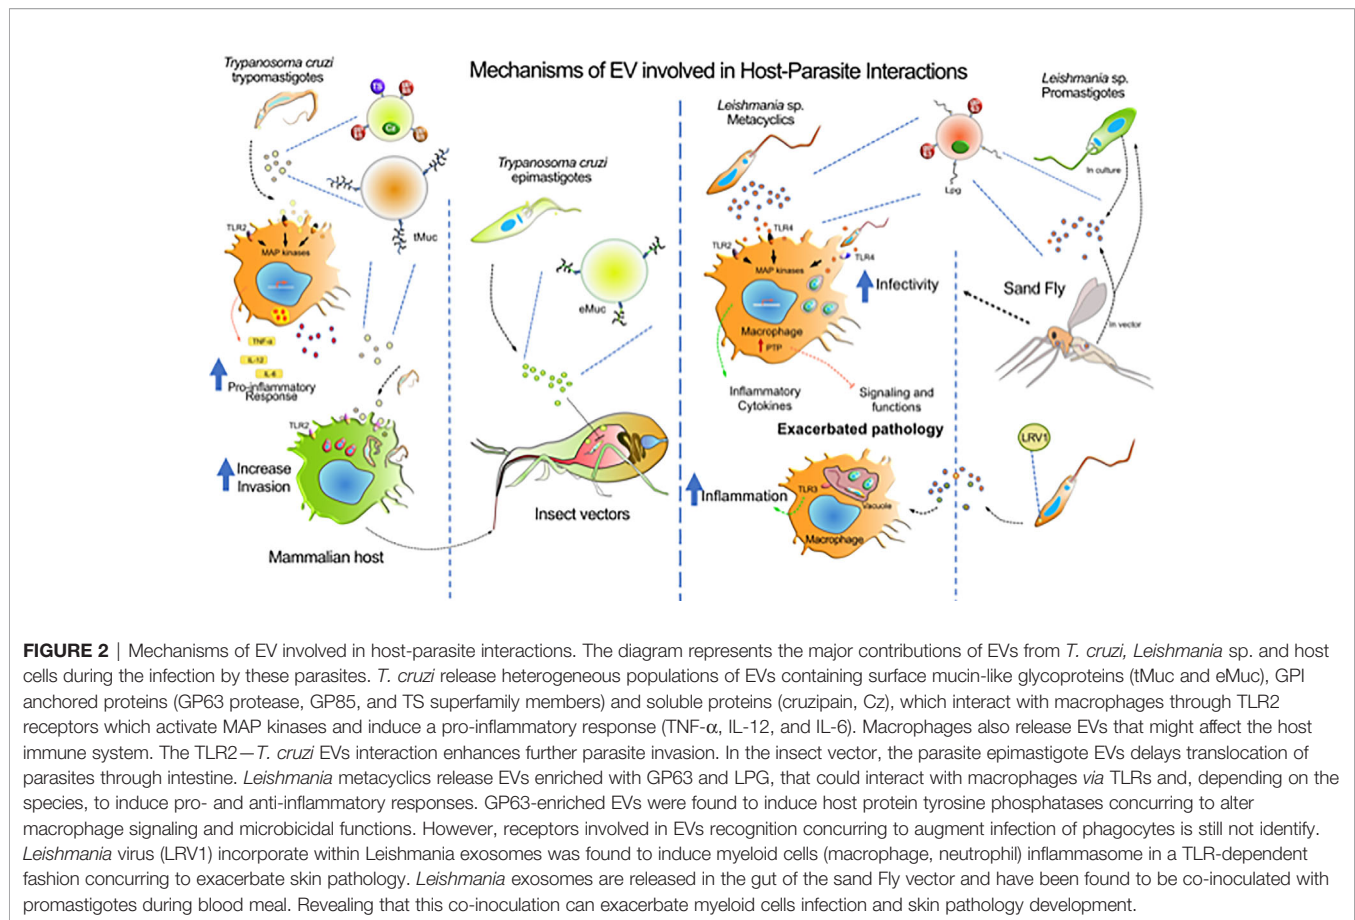 Mechanisms of EV involved in Host-Parasite Interactions
Trypanosoma cruzi
trypomastigotes
TS
Cz
tMuc
TLR2
MAP kinases
TNF-α
IL-12
IL-6
Pro-inflammatory
Response
TLR2
Increase
Invasion
Mammalian host
Trypanosoma cruzi
epimastigotes
eMuc
Insect vectors
Leishmania sp.
Metacyclics
Lpg
TLR2
TLR4
TLR4
MAP kinases
Macrophage
PTP
Infectivity
Inflammatory
Cytokines
Signaling and
functions
Exacerbated pathology
Inflammation
TLR3
Vacuole
Macrophage
Leishmania sp.
Promastigotes
In culture
Sand Fly
In vector
LRV1
FIGURE 2 | Mechanisms of EV involved in host-parasite interactions. The diagram represents the major contributions of EVs from T. cruzi, Leishmania sp. and host
cells during the infection by these parasites. T. cruzi release heterogeneous populations of EVs containing surface mucin-like glycoproteins (tMuc and eMuc), GPI
anchored proteins (GP63 protease, GP85, and TS superfamily members) and soluble proteins (cruzipain, Cz), which interact with macrophages through TLR2
receptors which activate MAP kinases and induce a pro-inflammatory response (TNF-α, IL-12, and IL-6). Macrophages also release EVs that might affect the host
immune system. The TLR2—T. cruzi EVs interaction enhances further parasite invasion. In the insect vector, the parasite epimastigote EVs delays translocation of
parasites through intestine. Leishmania metacyclics release EVs enriched with GP63 and LPG, that could interact with macrophages via TLRs and, depending on the
species, to induce pro- and anti-inflammatory responses. GP63-enriched EVs were found to induce host protein tyrosine phosphatases concurring to alter
macrophage signaling and microbicidal functions. However, receptors involved in EVs recognition concurring to augment infection of phagocytes is still not identify.
Leishmania virus (LRV1) incorporate within Leishmania exosomes was found to induce myeloid cells (macrophage, neutrophil) inflammasome in a TLR-dependent
fashion concurring to exacerbate skin pathology. Leishmania exosomes are released in the gut of the sand Fly vector and have been found to be co-inoculated with
promastigotes during blood meal. Revealing that this co-inoculation can exacerbate myeloid cells infection and skin pathology development.